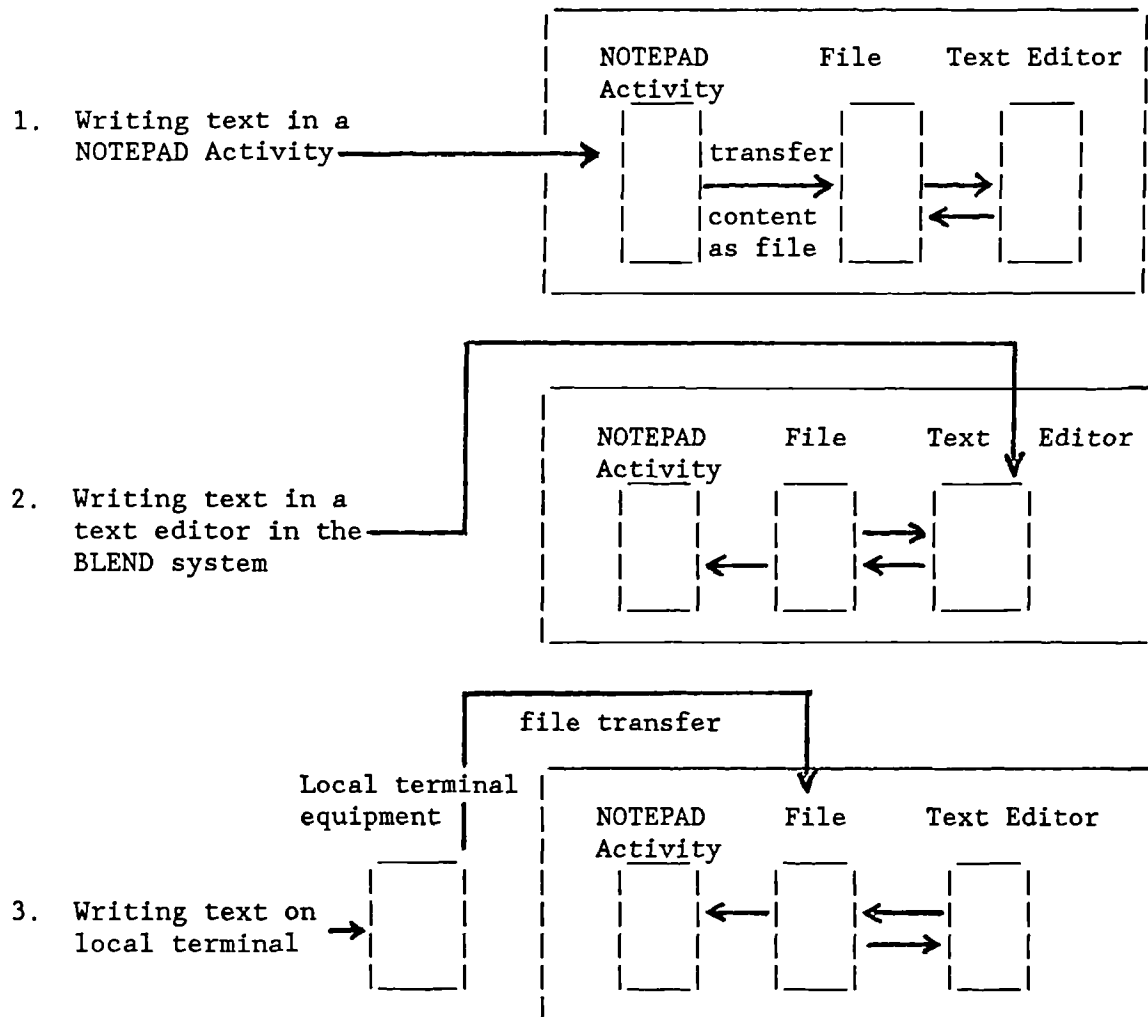 NOTEPAD File Text Editor
Activity
1. Writing text in a
NOTEPAD Activity
transfer
content
as file
NOTEPAD File Text Editor
Activity
2. Writing text in a
text editor in the
BLEND system
file transfer
Local terminal
equipment
NOTEPAD File Text Editor
Activity
3. Writing text on
local terminal